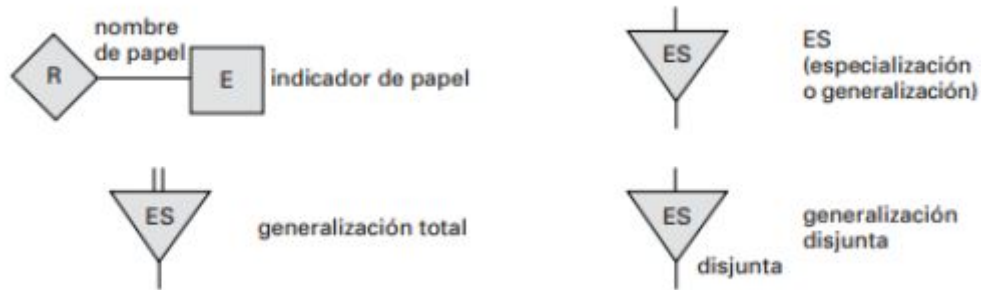 nombre
de papel
R
E
indicador de papel
ES
ES
(especialización
o generalización)
ES
generalización total
ES
disjunta
generalización
disjunta